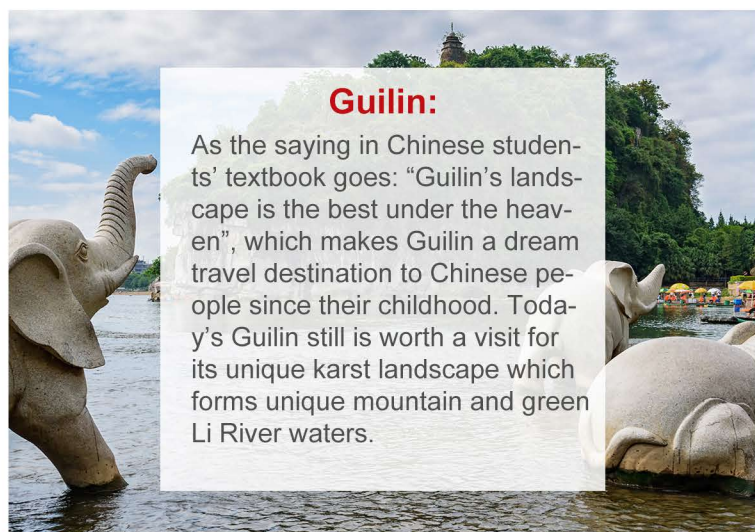 Guilin:
As the saying in Chinese studen-
ts’ textbook goes: “Guilin’s lands-
cape is the best under the heav-
en”, which makes Guilin a dream
travel destination to Chinese pe-
ople since their childhood. Toda-
y’s Guilin still is worth a visit for
its unique karst landscape which
forms unique mountain and green
Li River waters.